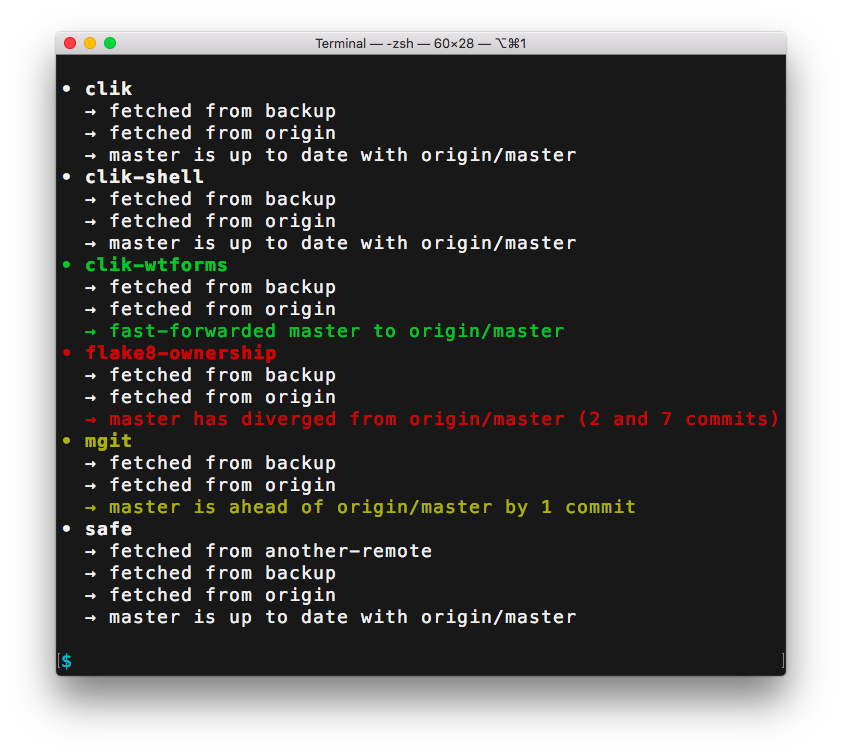 Terminal — -zsh — 60×28 — ⌥⌘1
• clik
→ fetched from backup
→ fetched from origin
→ master is up to date with origin/master
• clik-shell
→ fetched from backup
→ fetched from origin
→ master is up to date with origin/master
• clik-wtforms
→ fetched from backup
→ fetched from origin
→ fast-forwarded master to origin/master
• flake8-ownership
→ fetched from backup
→ fetched from origin
→ master has diverged from origin/master (2 and 7 commits)
• mgit
→ fetched from backup
→ fetched from origin
→ master is ahead of origin/master by 1 commit
• safe
→ fetched from another-remote
→ fetched from backup
→ fetched from origin
→ master is up to date with origin/master
[$ ]